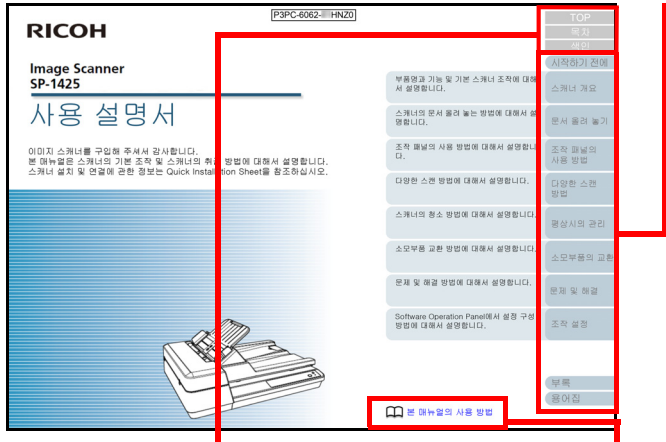 P3PC-6062- HNZ0
RICOH
Image Scanner
SP-1425
사용 설명서
이미지 스캐너를 구입해 주셔서 감사합니다.
본 매뉴얼은 스캐너의 기본 조작 및 스캐너의 취급 방법에 대해서 설명합니다.
스캐너 설치 및 연결에 관한 정보는 Quick Installation Sheet를 참조하십시오.
TOP
목차
색인
시작하기 전에
부품명과 기능 및 기본 스캐너 조작에 대해
서 설명합니다.
스캐너 개요
스캐너의 문서 올려 놓는 방법에 대해서 설
명합니다.
문서 올려 놓기
조작 패널의 사용 방법에 대해서 설명합니
다.
조작 패널의
사용 방법
다양한 스캔 방법에 대해서 설명합니다.
다양한 스캔
방법
스캐너의 청소 방법에 대해서 설명합니다.
평상시의 관리
소모부품 교환 방법에 대해서 설명합니다.
소모부품의 교환
문제 및 해결 방법에 대해서 설명합니다.
문제 및 해결
Software Operation Panel에서 설정 구성
방법에 대해서 설명합니다.
조작 설정
부록
용어집
본 매뉴얼의 사용 방법